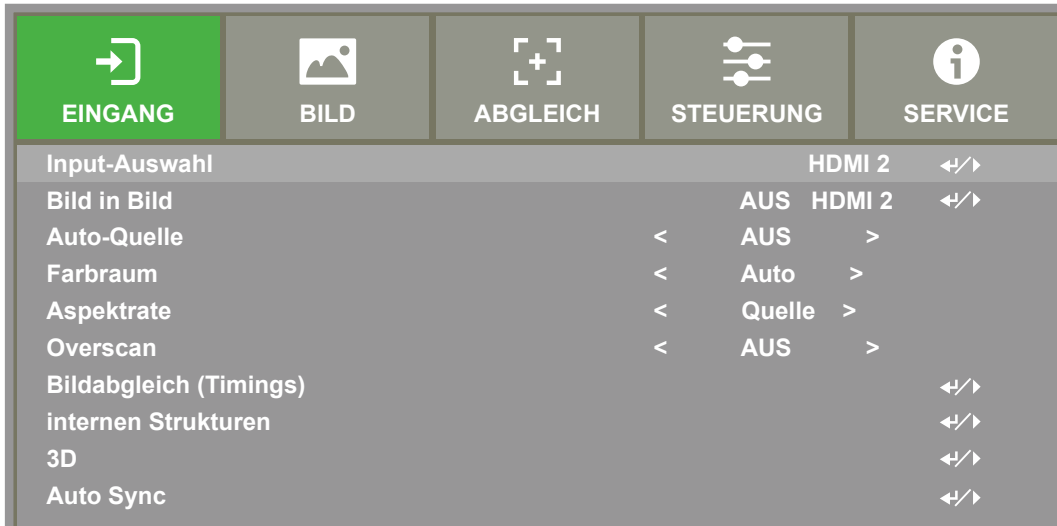 EINGANG BILD ABGLEICH STEUERUNG SERVICE
Input-Auswahl HDMI 2
Bild in Bild AUS HDMI 2
Auto-Quelle < AUS >
Farbraum < Auto >
Aspektrate < Quelle >
Overscan < AUS >
Bildabgleich (Timings)
internen Strukturen
3D
Auto Sync